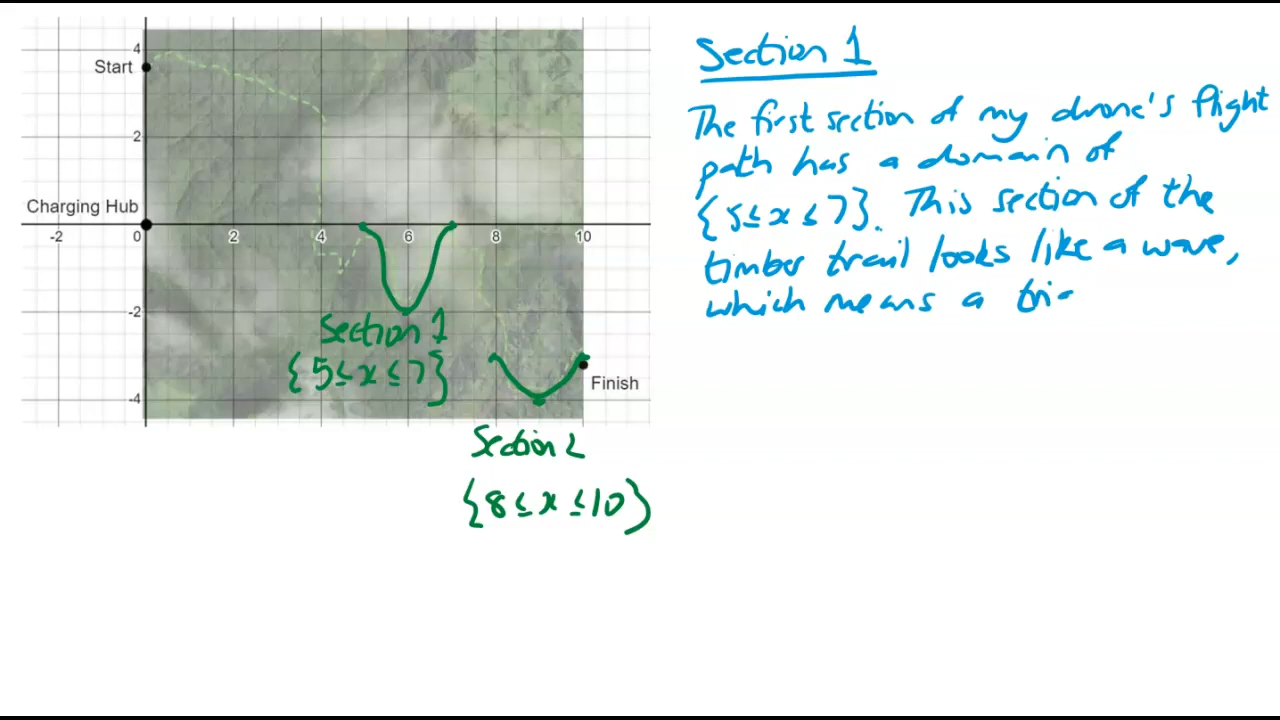 4
Start
2
Charging Hub
-2 0 2 4 6 8 10
-2
Section 1
{5≤x≤7}
Finish
-4
Section 2
{8≤x≤10}
Section 1
The first section of my drone's flight
path has a domain of
{5≤x≤7}. This section of the
timber trail looks like a wave,
which means a tri